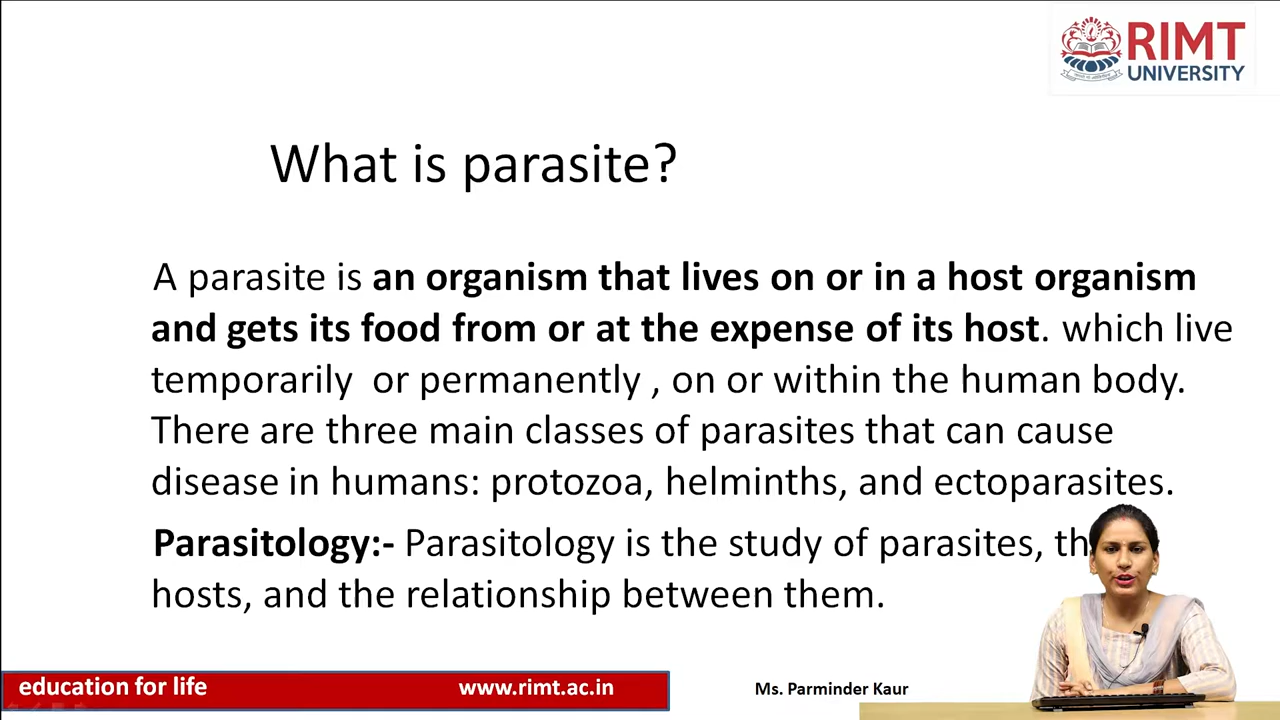 RIMT
UNIVERSITY
What is parasite?
A parasite is an organism that lives on or in a host organism
and gets its food from or at the expense of its host. which live
temporarily or permanently , on or within the human body.
There are three main classes of parasites that can cause
disease in humans: protozoa, helminths, and ectoparasites.
Parasitology:- Parasitology is the study of parasites,
hosts, and the relationship between them.
education for life www.rimt.ac.in Ms. Parminder Kaur